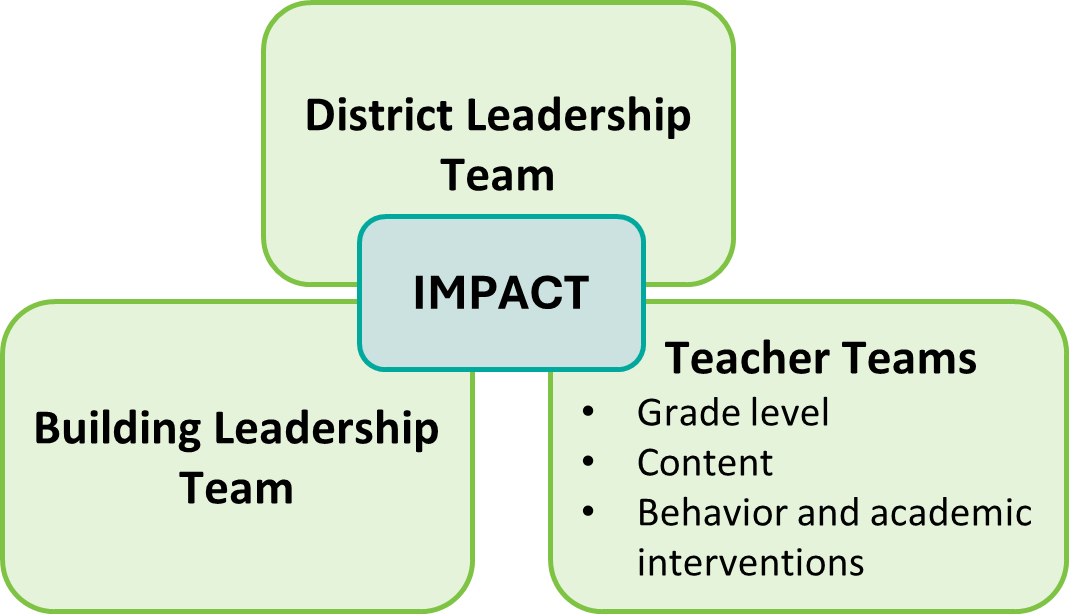 District Leadership
Team
IMPACT
Building Leadership
Team
Teacher Teams
• Grade level
• Content
• Behavior and academic
interventions